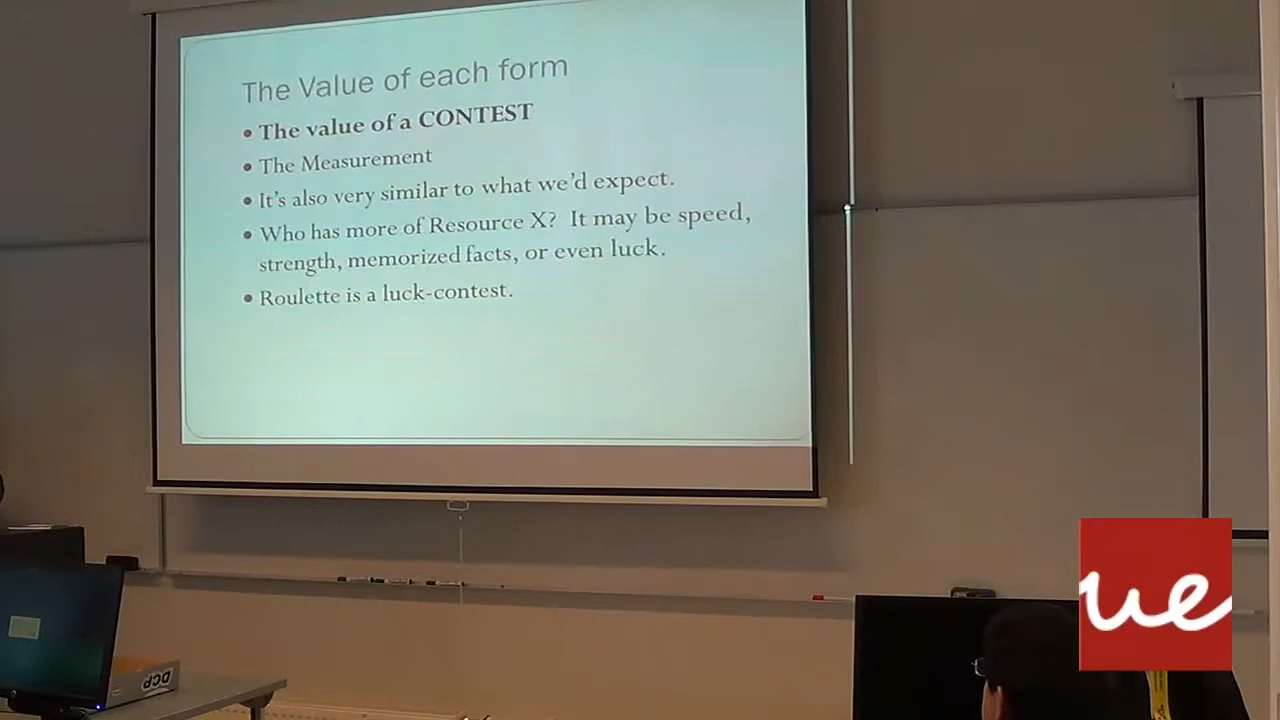 The Value of each form
• The value of a CONTEST
• The Measurement
• It's also very similar to what we'd expect.
• Who has more of Resource X? It may be speed,
strength, memorized facts, or even luck.
• Roulette is a luck-contest.
DCP
ue